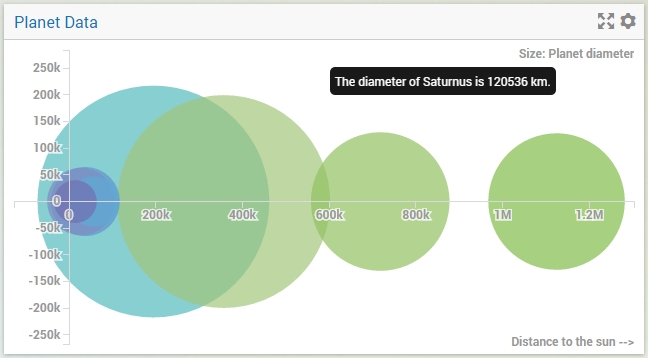 Planet Data
Size: Planet diameter
The diameter of Saturnus is 120536 km.
250k
200k
150k
100k
50k
0
-50k
-100k
-150k
-200k
-250k
0 200k 400k 600k 800k 1M 1.2M
Distance to the sun -->